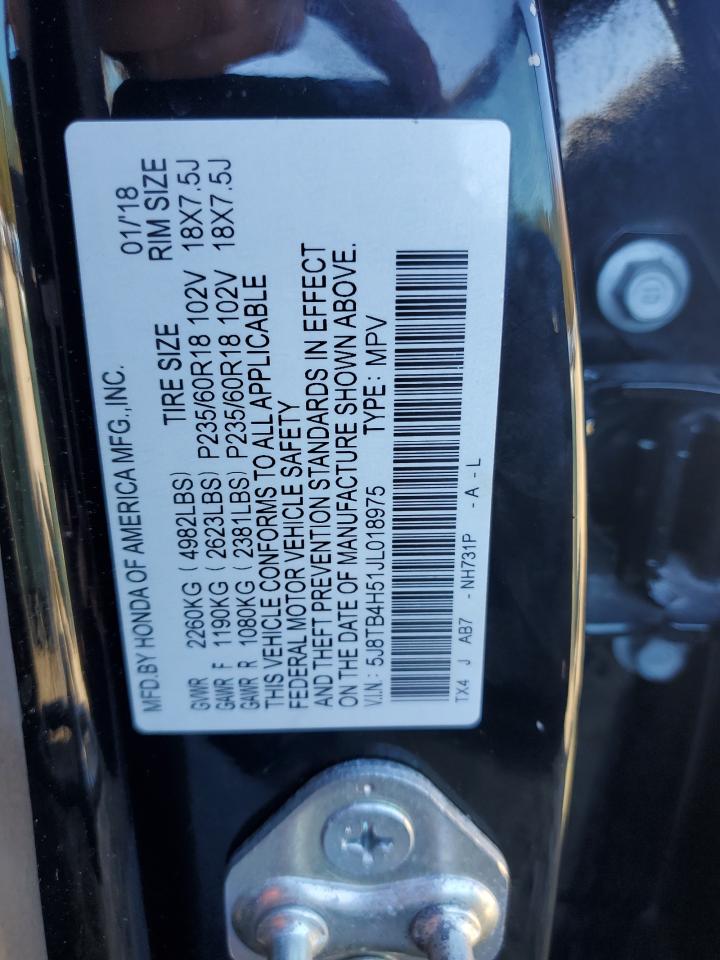 MFD.BY HONDA OF AMERICA MFG.,INC. 01/'18
TIRE SIZE RIM SIZE
GVWR 2260KG (4982LBS)
GAWR F 1190KG (2623LBS) P235/60R18 102V 18X7.5J
GAWR R 1080KG (2381LBS) P235/60R18 102V 18X7.5J
THIS VEHICLE CONFORMS TO ALL APPLICABLE
FEDERAL MOTOR VEHICLE SAFETY
AND THEFT PREVENTION STANDARDS IN EFFECT
ON THE DATE OF MANUFACTURE SHOWN ABOVE.
V.I.N.: 5J8TB4H51JL018975 TYPE: MPV
TX4 J AB7 - NH731P - A - L